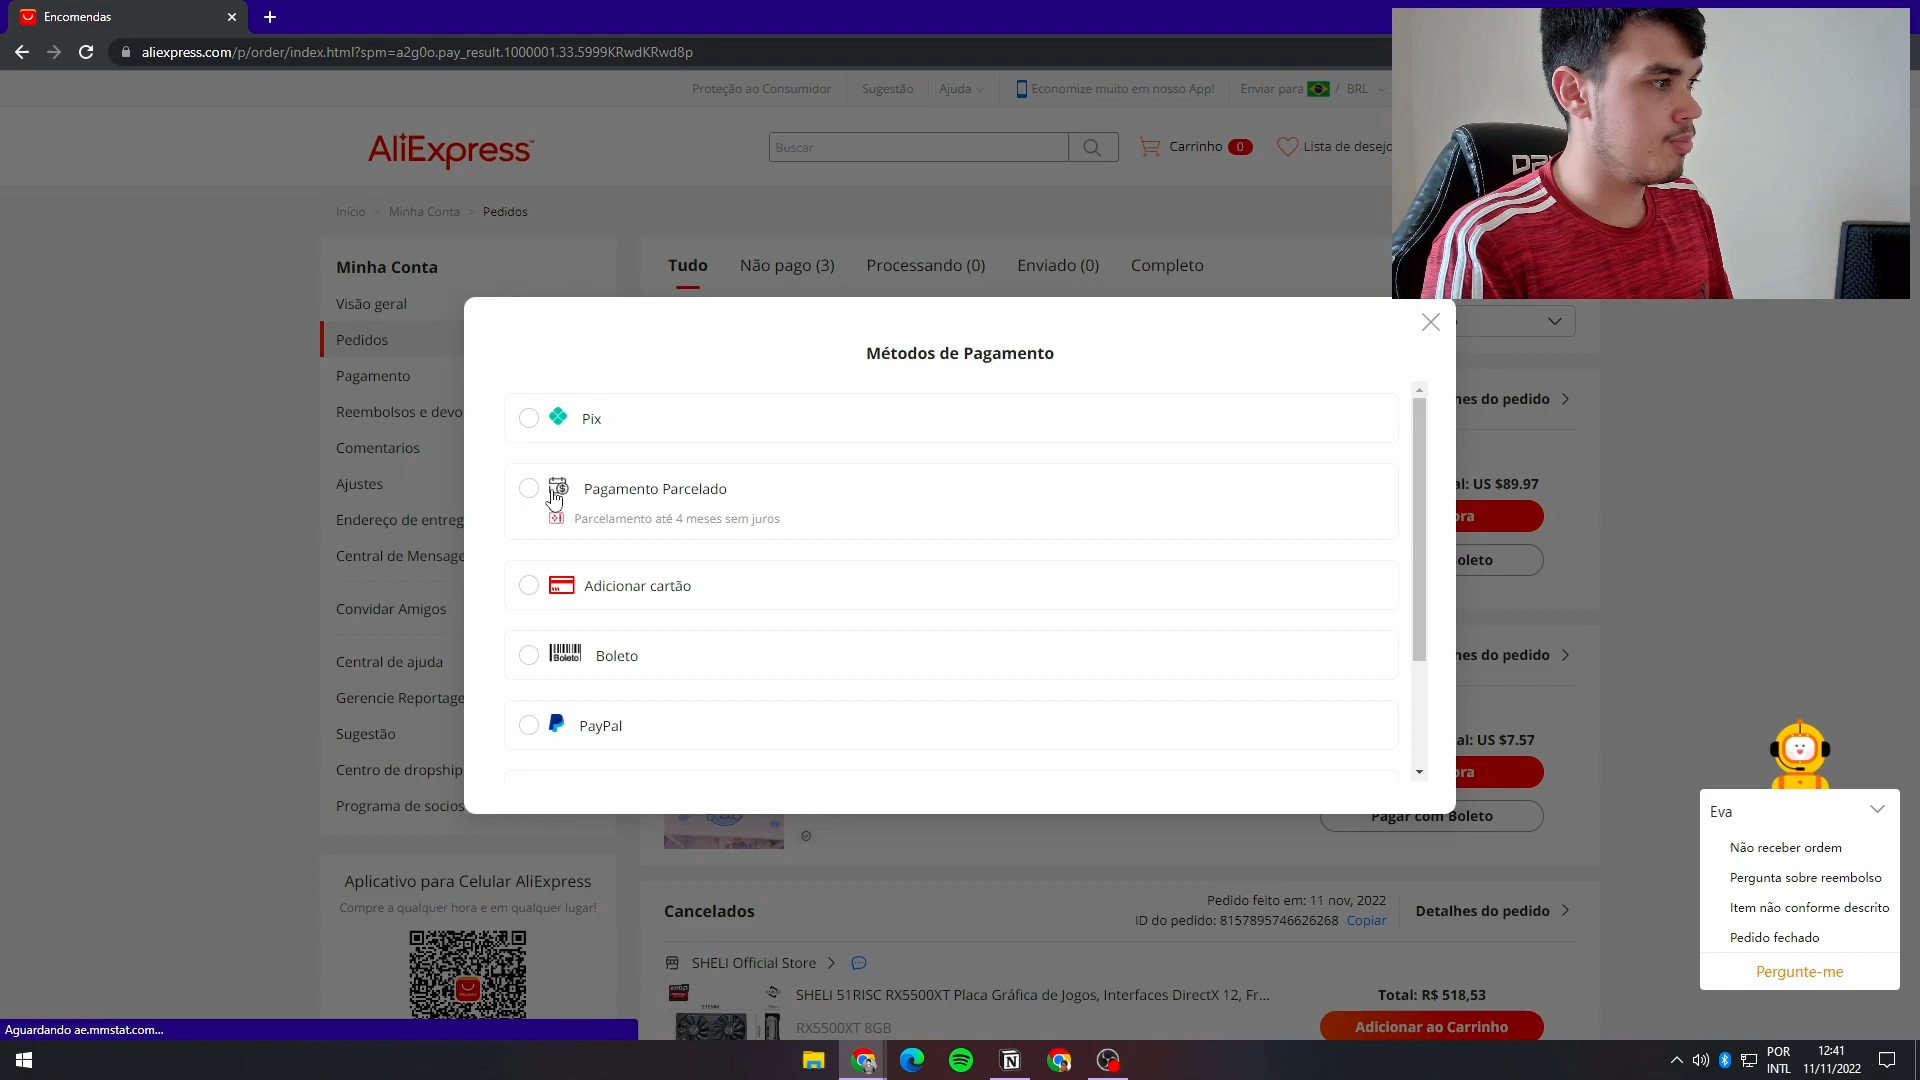 Encomendas
aliexpress.com/p/order/index.html?spm=a2g0o.pay_result.1000001.33.5999KRwdKRwd8p
Proteção ao Consumidor
Sugestão
Ajuda
Economize muito em nosso App!
Enviar para / BRL
AliExpress
Buscar
Carrinho 0
Lista de desejo
Início > Minha Conta > Pedidos
Minha Conta
Visão geral
Pedidos
Pagamento
Reembolsos e devo
Comentarios
Ajustes
Endereço de entreg
Central de Mensage
Convidar Amigos
Central de ajuda
Gerencie Reportage
Sugestão
Centro de dropship
Programa de socios
Aplicativo para Celular AliExpress
Compre a qualquer hora e em qualquer lugar!
Tudo
Não pago (3)
Processando (0)
Enviado (0)
Completo
Métodos de Pagamento
Pix
Pagamento Parcelado
Parcelamento até 4 meses sem juros
Adicionar cartão
Boleto
Boleto
PayPal
hes do pedido
al: US $89.97
ora
oleto
hes do pedido
al: US $7.57
ora
Pagar com Boleto
Cancelados
Pedido feito em: 11 nov, 2022
ID do pedido: 8157895746626268 Copiar
Detalhes do pedido
SHELI Official Store
SHELI 51RISC RX5500XT Placa Gráfica de Jogos, Interfaces DirectX 12, Fr...
RX5500XT 8GB
Total: R$ 518,53
Adicionar ao Carrinho
Eva
Não receber ordem
Pergunta sobre reembolso
Item não conforme descrito
Pedido fechado
Pergunte-me
Aguardando ae.mmstat.com...
POR
INTL
12:41
11/11/2022